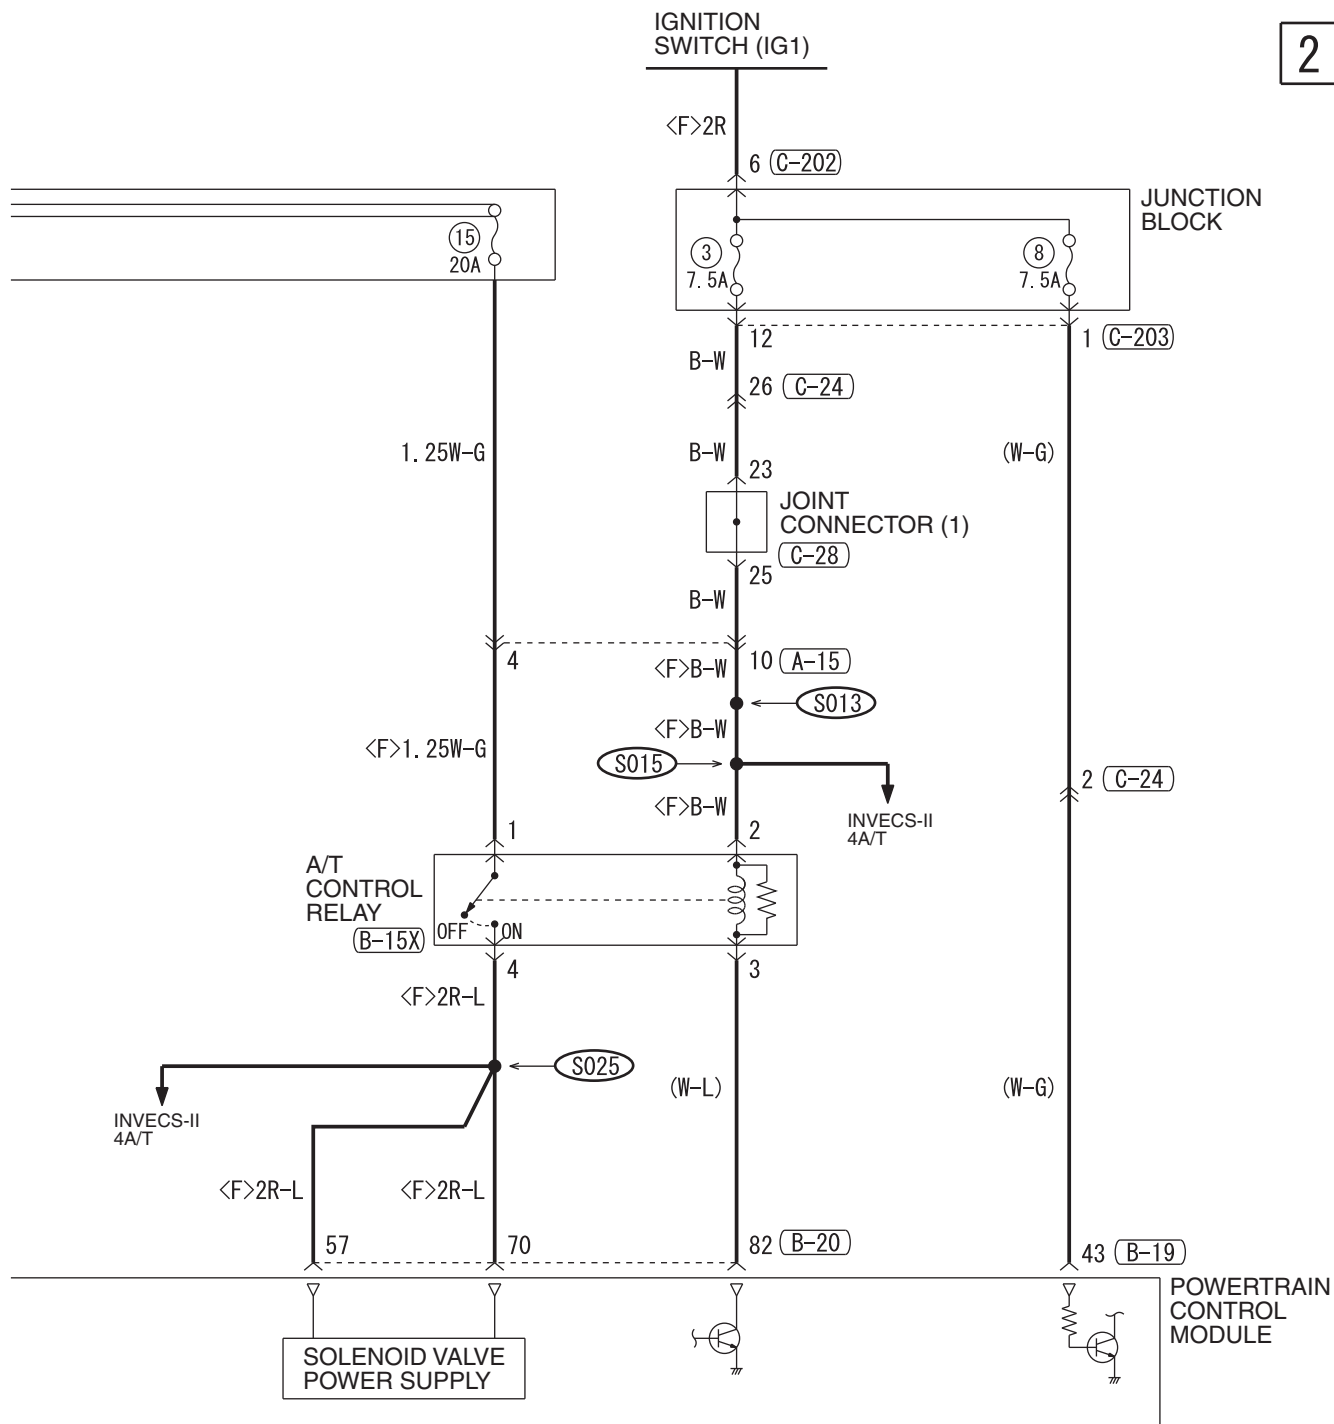 IGNITION
SWITCH (IG1)
2
<F>2R
6 C-202
JUNCTION
BLOCK
15
20A
3
7.5A
8
7.5A
12
1 C-203
B-W
26 C-24
1.25W-G
B-W
(W-G)
23
JOINT
CONNECTOR (1)
C-28
25
B-W
4
<F>B-W
10 A-15
S013
<F>B-W
<F>1.25W-G
S015
2 C-24
<F>B-W
INVECS-II
4A/T
1
2
A/T
CONTROL
RELAY
B-15X
OFF
ON
4
3
<F>2R-L
S025
(W-L)
(W-G)
INVECS-II
4A/T
<F>2R-L
<F>2R-L
57
70
82 B-20
43 B-19
POWERTRAIN
CONTROL
MODULE
SOLENOID VALVE
POWER SUPPLY